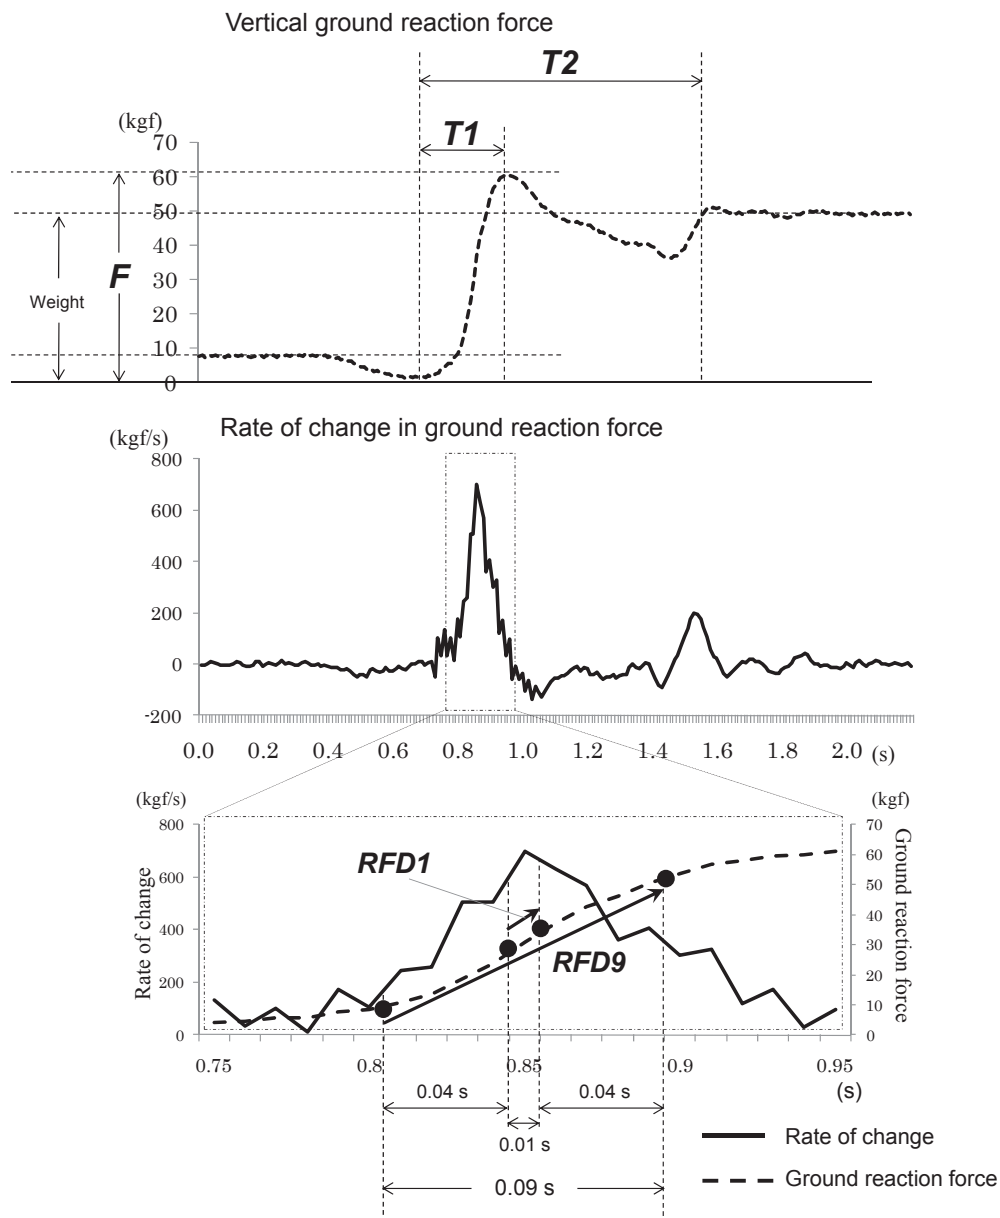 Vertical ground reaction force
T2
(kgf)
T1
70
60
50
40
30
20
10
0
F
Weight
Rate of change in ground reaction force
(kgf/s)
800
600
400
200
0
-200
0.0 0.2 0.4 0.6 0.8 1.0 1.2 1.4 1.6 1.8 2.0 (s)
(kgf/s)
(kgf)
800
600
400
200
0
Rate of change
RFD1
RFD9
70
60
50
40
30
20
10
0
Ground reaction force
0.75 0.8 0.85 0.9 0.95
(s)
0.04 s
0.04 s
0.01 s
0.09 s
Rate of change
Ground reaction force